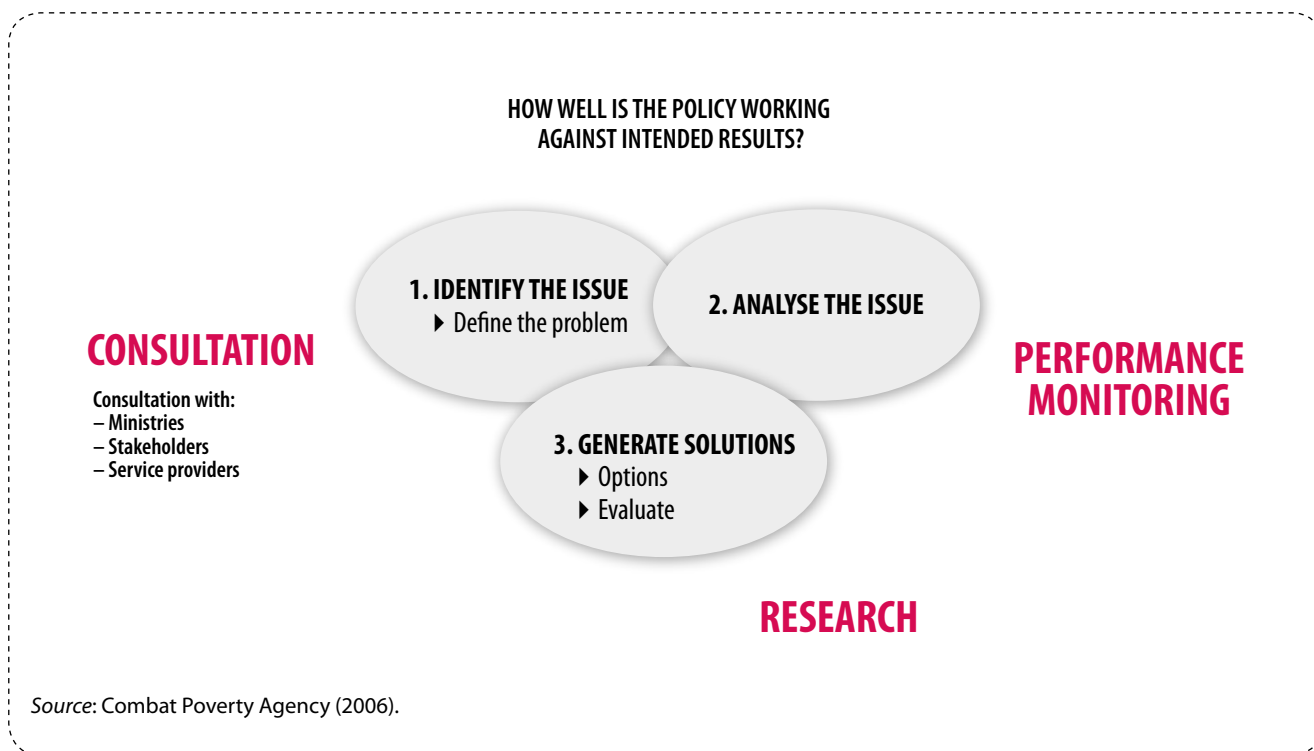 HOW WELL IS THE POLICY WORKING
AGAINST INTENDED RESULTS?
1. IDENTIFY THE ISSUE
▶ Define the problem
2. ANALYSE THE ISSUE
CONSULTATION
Consultation with:
– Ministries
– Stakeholders
– Service providers
PERFORMANCE
MONITORING
3. GENERATE SOLUTIONS
▶ Options
▶ Evaluate
RESEARCH
Source: Combat Poverty Agency (2006).